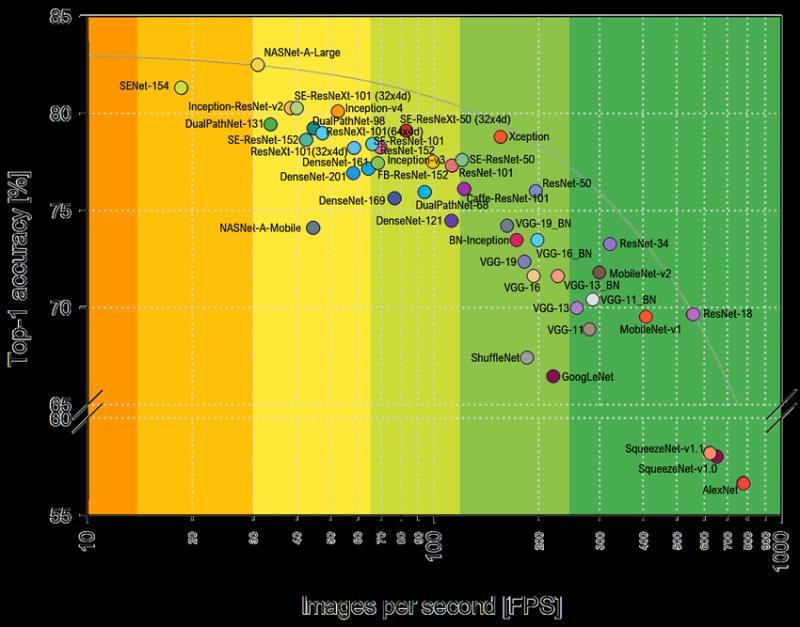 85
NASNet-A-Large
SENet-154
SE-ResNeXt-101 (32x4d)
Inception-ResNet-v2
Inception-v4
80
DualPathNet-131
DualPathNet-98
SE-ResNeXt-50 (32x4d)
ResNeXt-101(64x4d)
Xception
SE-ResNet-152
SE-ResNet-101
ResNeXt-101(32x4d)
ResNet-152
DenseNet-161
Inception-v3
SE-ResNet-50
DenseNet-201
FB-ResNet-152
ResNet-101
ResNet-50
DenseNet-169
Caffe-ResNet-101
DualPathNet-68
75
DenseNet-121
NASNet-A-Mobile
VGG-19_BN
BN-Inception
ResNet-34
VGG-16_BN
VGG-19
MobileNet-v2
VGG-16
VGG-13_BN
VGG-11_BN
70
VGG-13
ResNet-18
VGG-11
MobileNet-v1
ShuffleNet
GoogLeNet
65
60
SqueezeNet-v1.1
SqueezeNet-v1.0
AlexNet
55
Top-1 accuracy [%]
10 20 30 40 50 60 70 80 90 100 200 300 400 500 600 700 800 900 1000
Images per second [FPS]